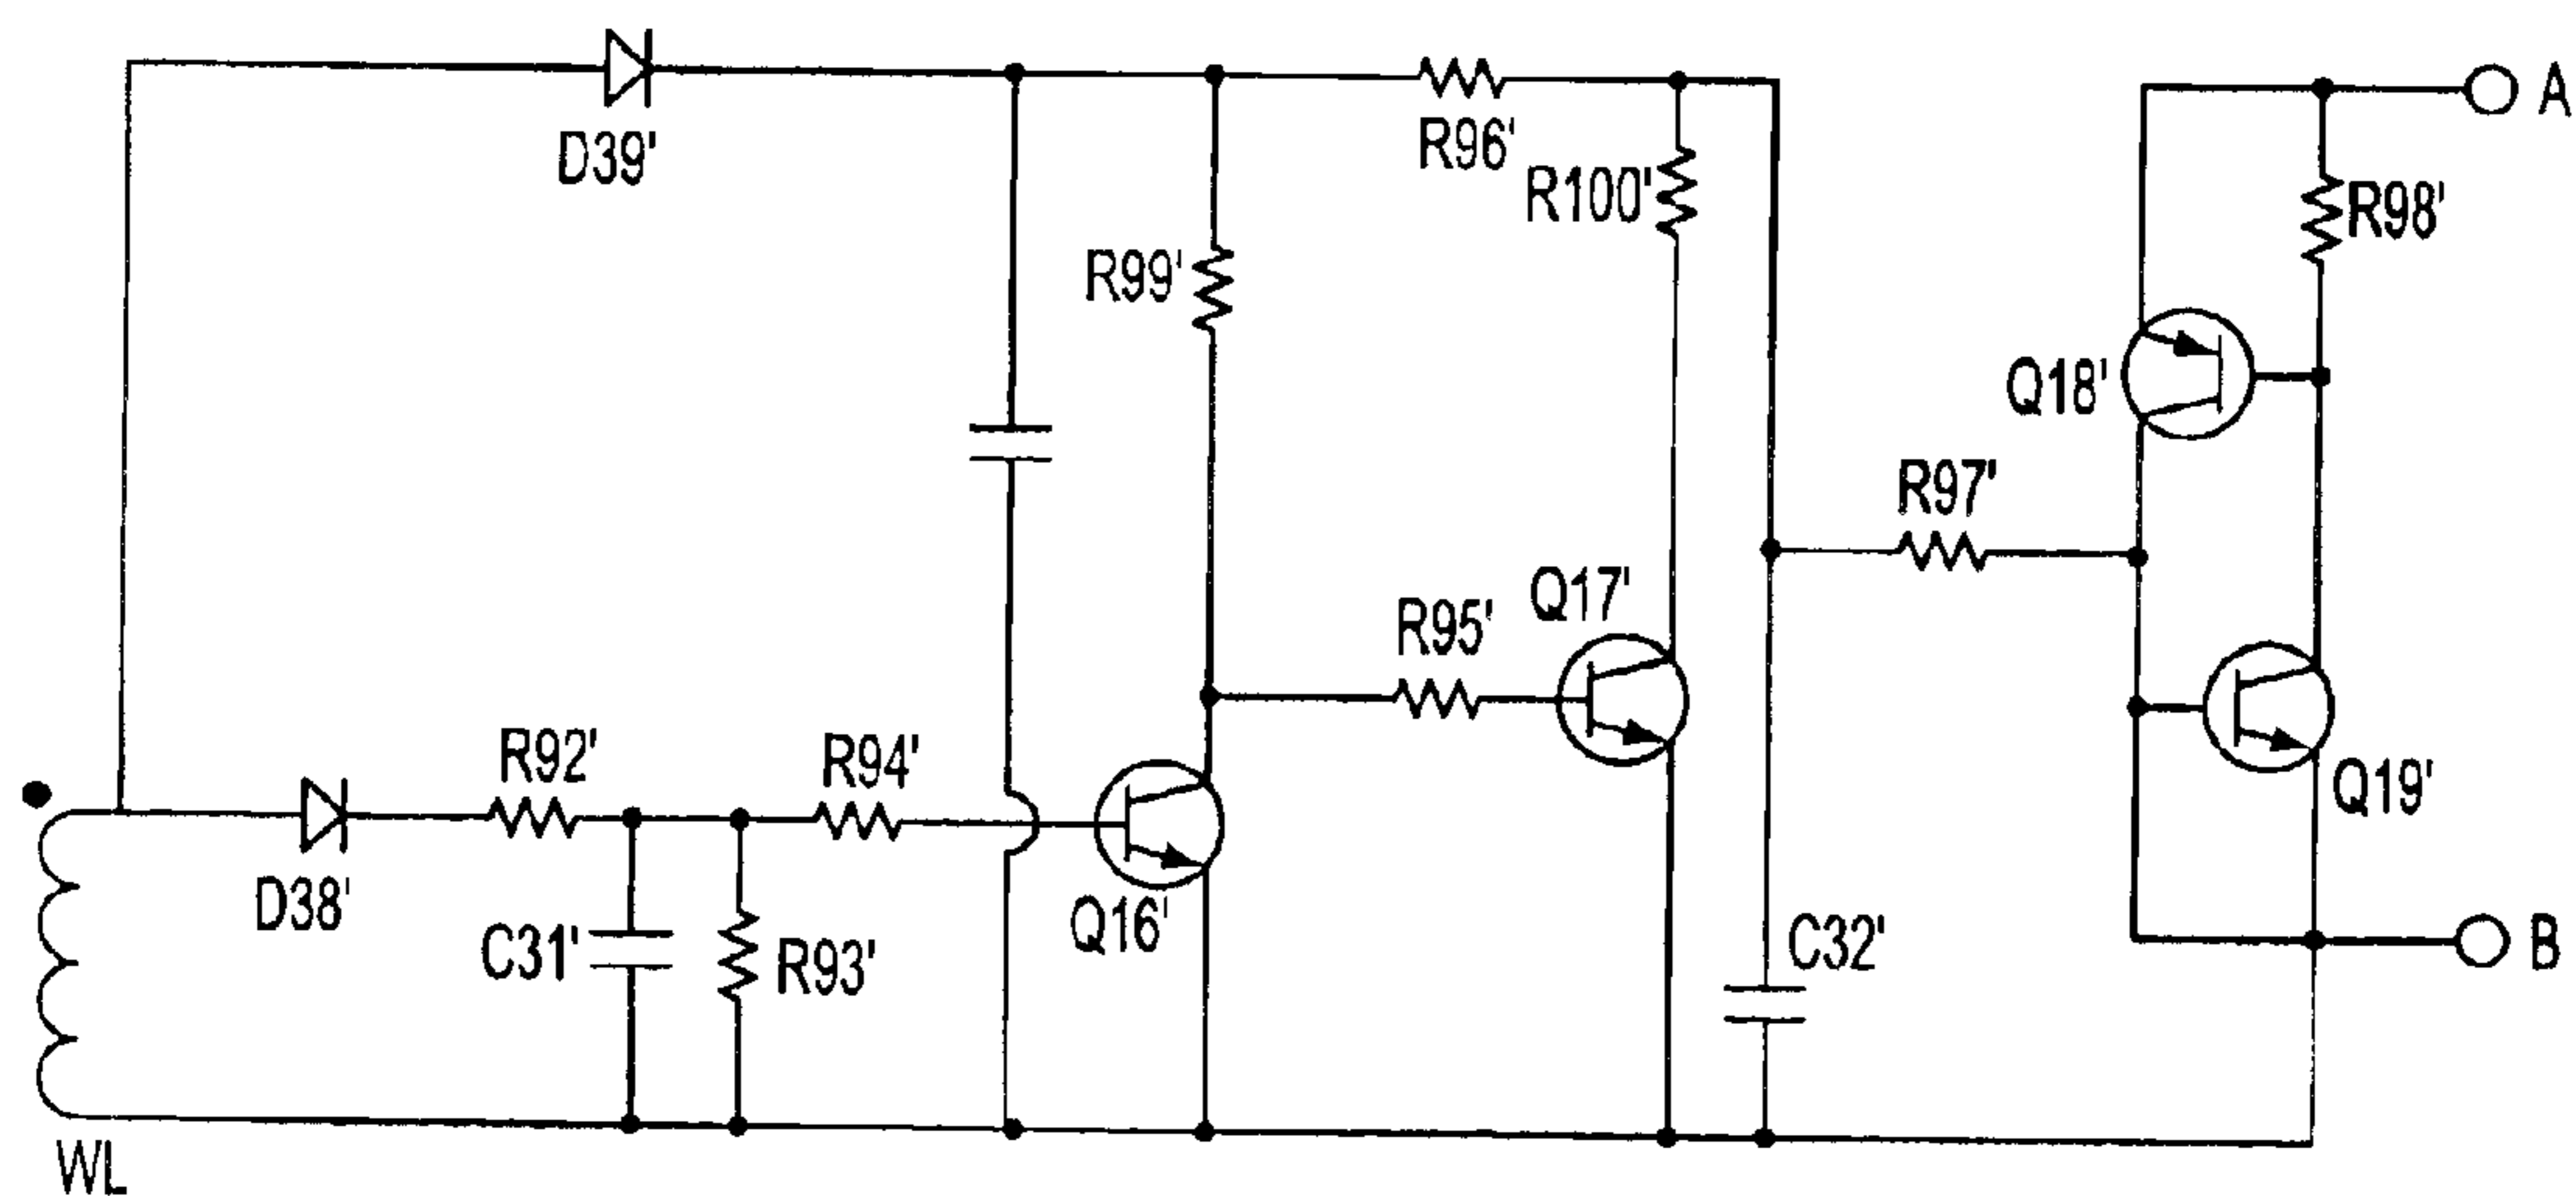 A
D39'
R96'
R100'
R98'
R99'
Q18'
R97'
R95'
Q17'
R92'
R94'
Q19'
D38'
C31'
R93'
Q16'
C32'
B
WL